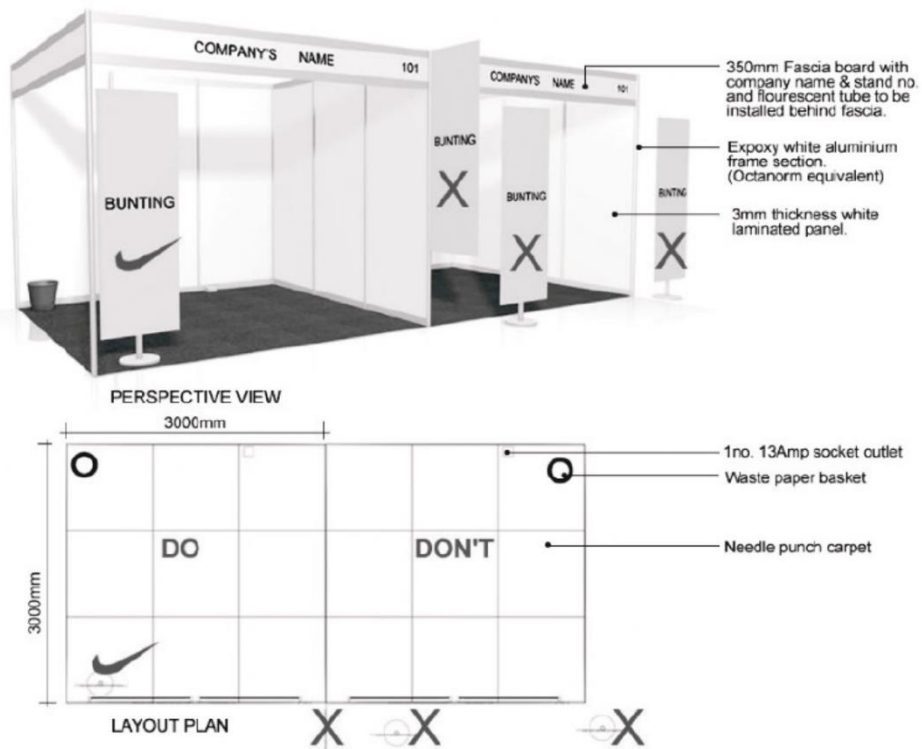 COMPANY'S NAME 101
COMPANY'S NAME 101
BUNTING
BUNTING
X
BUNTING
X
BUNTING
X
350mm Fascia board with
company name & stand no.
and flourescent tube to be
installed behind fascia.
Expoxy white aluminium
frame section.
(Octanorm equivalent)
3mm thickness white
laminated panel.
PERSPECTIVE VIEW
3000mm
3000mm
DO
DON'T
1no. 13Amp socket outlet
Waste paper basket
Needle punch carpet
LAYOUT PLAN
X X X